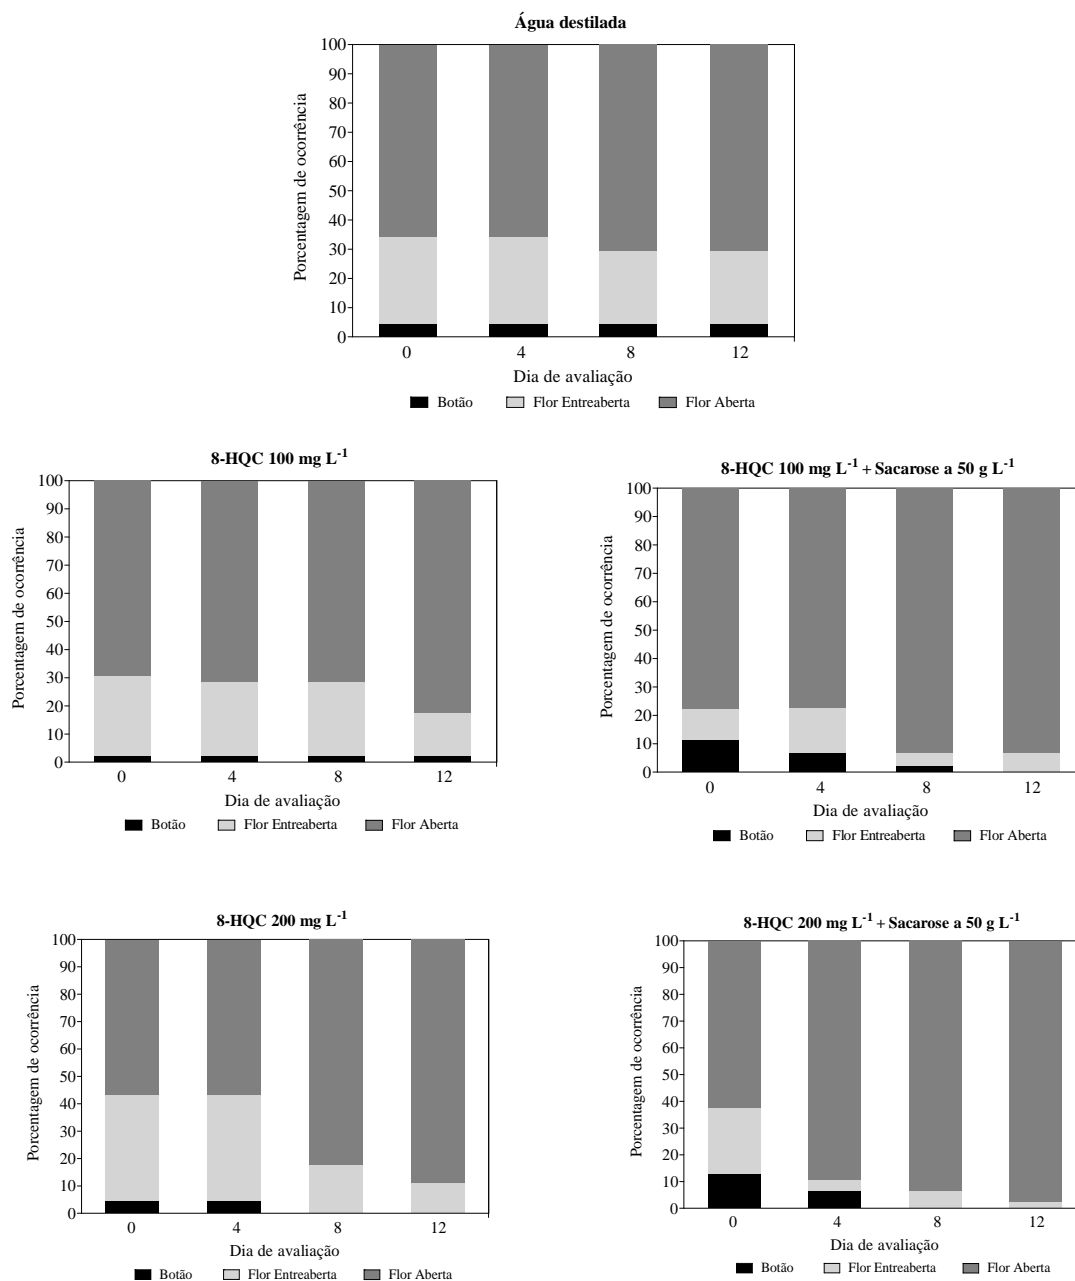 Água destilada
Porcentagem de ocorrência
100
90
80
70
60
50
40
30
20
10
0
0 4 8 12
Dia de avaliação
Botão Flor Entreaberta Flor Aberta
8-HQC 100 mg L-1
Porcentagem de ocorrência
100
90
80
70
60
50
40
30
20
10
0
0 4 8 12
Dia de avaliação
Botão Flor Entreaberta Flor Aberta
8-HQC 100 mg L-1 + Sacarose a 50 g L-1
Porcentagem de ocorrência
100
90
80
70
60
50
40
30
20
10
0
0 4 8 12
Dia de avaliação
Botão Flor Entreaberta Flor Aberta
8-HQC 200 mg L-1
Porcentagem de ocorrência
100
90
80
70
60
50
40
30
20
10
0
0 4 8 12
Dia de avaliação
Botão Flor Entreaberta Flor Aberta
8-HQC 200 mg L-1 + Sacarose a 50 g L-1
Porcentagem de ocorrência
100
90
80
70
60
50
40
30
20
10
0
0 4 8 12
Dia de avaliação
Botão Flor Entreaberta Flor Aberta